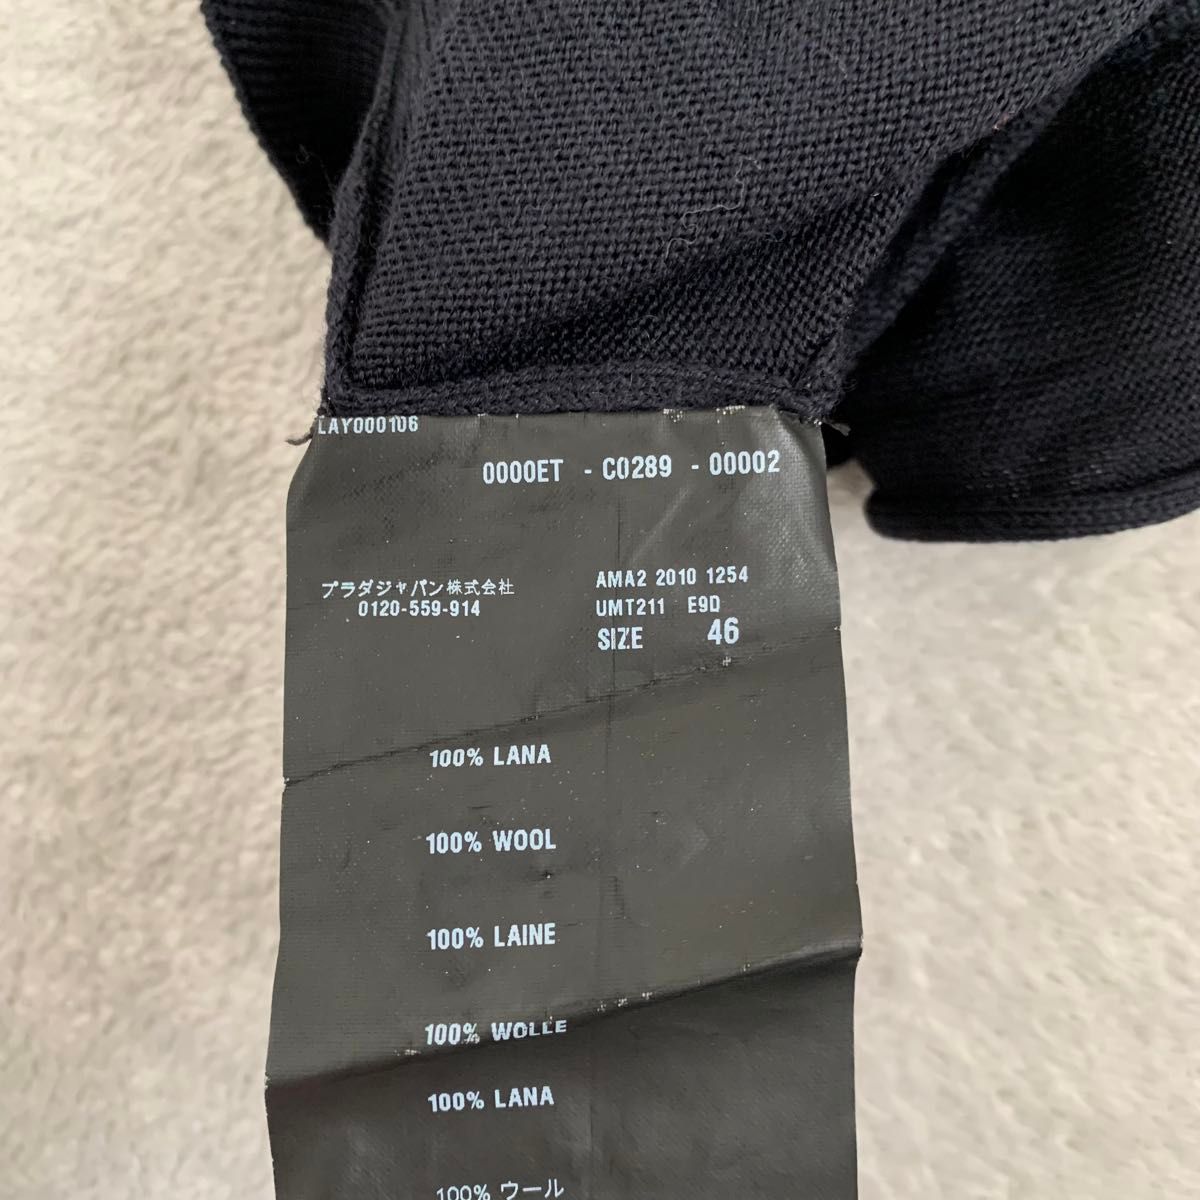 LAY000106
0000ET - C0289 - 00002
プラダジャパン株式会社
0120-559-914
AMA2 2010 1254
UMT211 E9D
SIZE 46
100% LANA
100% WOOL
100% LAINE
100% WOLLE
100% LANA
100% ウール